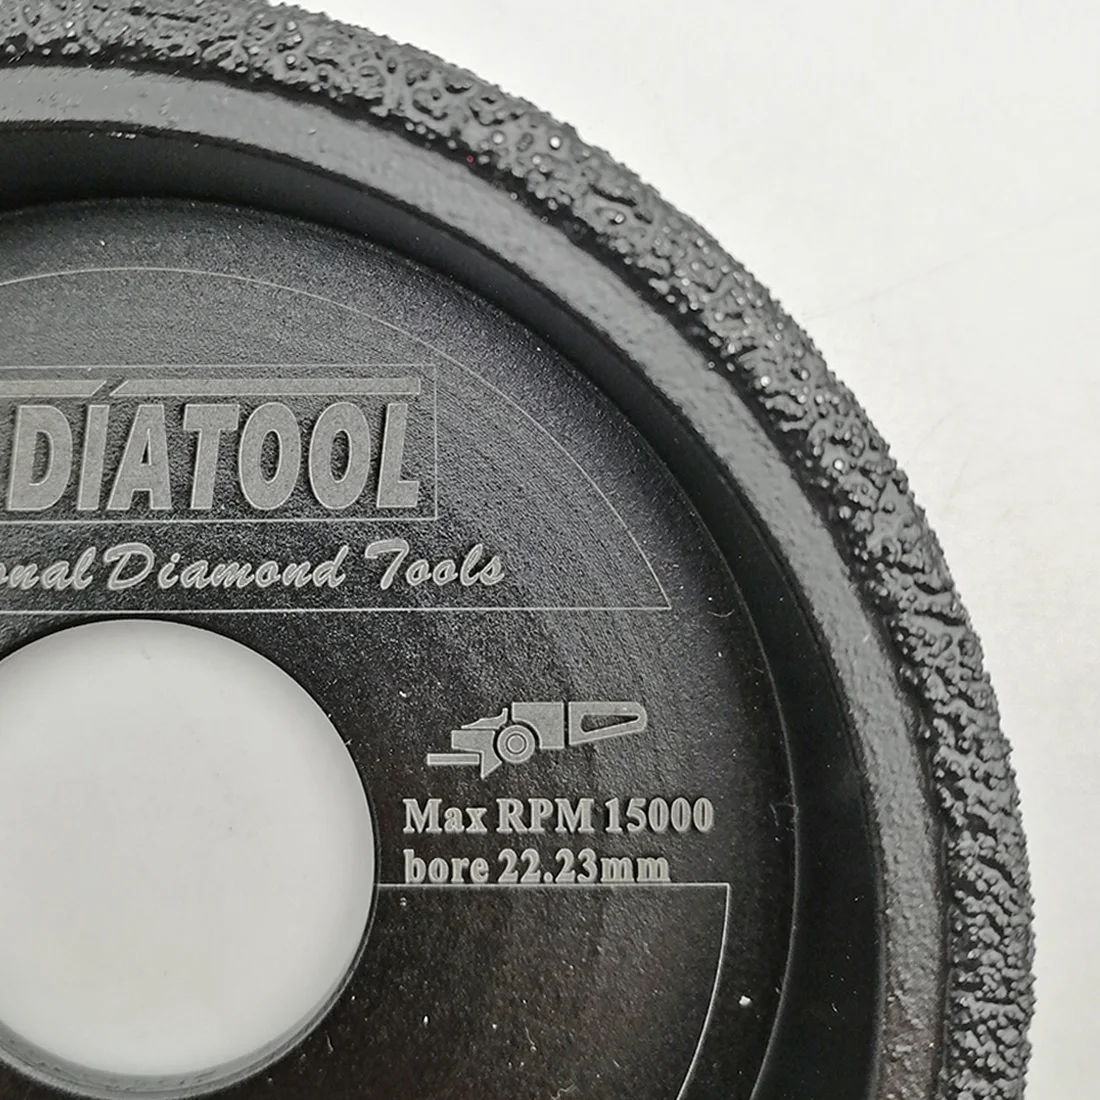 DIATOOL
onal Diamond Tools
Max RPM 15000
bore 22.23mm